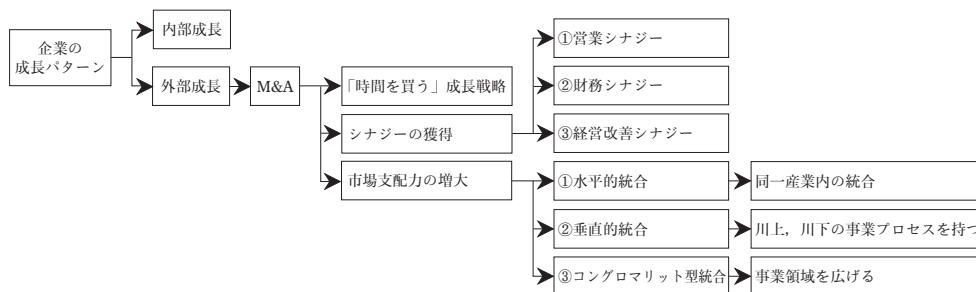 企業の
成長パターン
内部成長
外部成長
M&A
「時間を買う」成長戦略
シナジーの獲得
市場支配力の増大
①営業シナジー
②財務シナジー
③経営改善シナジー
①水平的統合
②垂直的統合
③コングロマリット型統合
同一産業内の統合
川上，川下の事業プロセスを持つ
事業領域を広げる